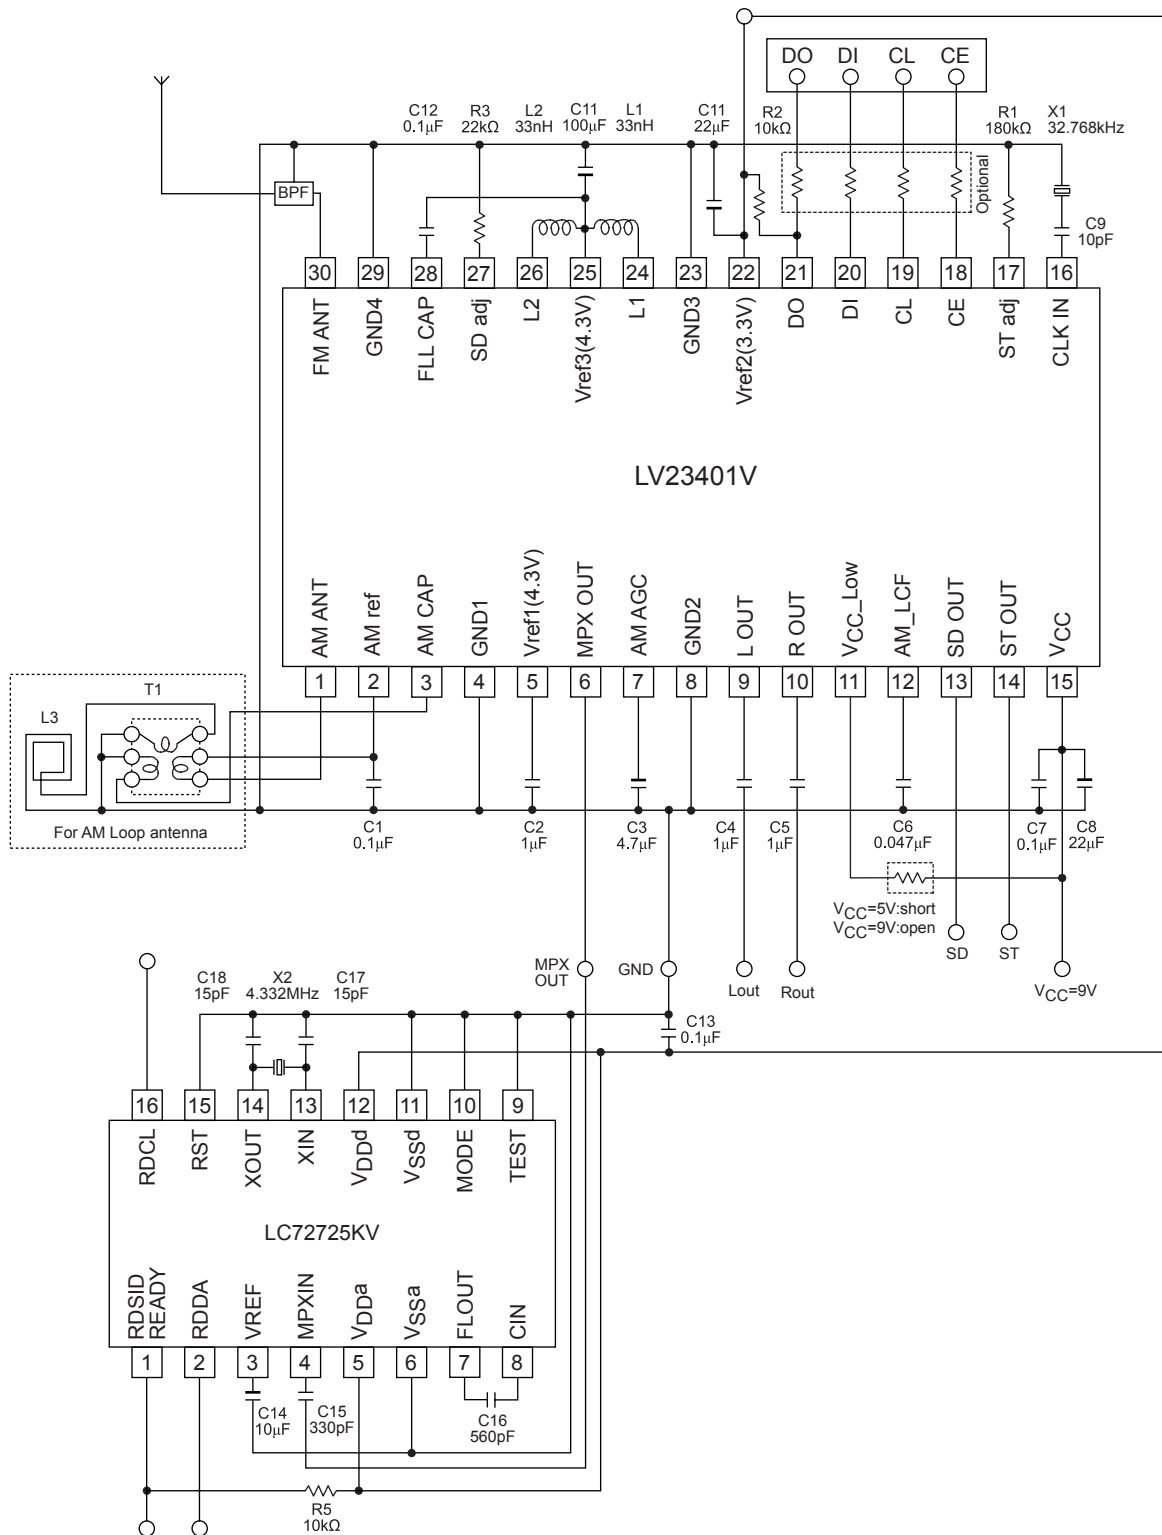 DO DI CL CE
C12 R3 L2 C11 L1 C11 R2 R1 X1
0.1μF 22kΩ 33nH 100μF 33nH 22μF 10kΩ 180kΩ 32.768kHz
BPF
Optional
C9
10pF
30 29 28 27 26 25 24 23 22 21 20 19 18 17 16
FM ANT
GND4
FLL CAP
SD adj
L2
Vref3(4.3V)
L1
GND3
Vref2(3.3V)
DO
DI
CL
CE
ST adj
CLK IN
LV23401V
AM ANT
AM ref
AM CAP
GND1
Vref1(4.3V)
MPX OUT
AM AGC
GND2
L OUT
R OUT
VCC_Low
AM_LCF
SD OUT
ST OUT
VCC
1 2 3 4 5 6 7 8 9 10 11 12 13 14 15
T1
L3
For AM Loop antenna
C1
0.1μF
C2
1μF
C3
4.7μF
C4
1μF
C5
1μF
C6
0.047μF
C7
0.1μF
C8
22μF
VCC=5V:short
VCC=9V:open
SD
ST
MPX
OUT
GND
Lout
Rout
VCC=9V
C18 X2 C17
15pF 4.332MHz 15pF
C13
0.1μF
16 15 14 13 12 11 10 9
RDCL
RST
XOUT
XIN
VDDd
VSSd
MODE
TEST
LC72725KV
RDSID
READY
RDDA
VREF
MPXIN
VDDa
VSSa
FLOUT
CIN
1 2 3 4 5 6 7 8
C14
10μF
C15
330pF
C16
560pF
R5
10kΩ